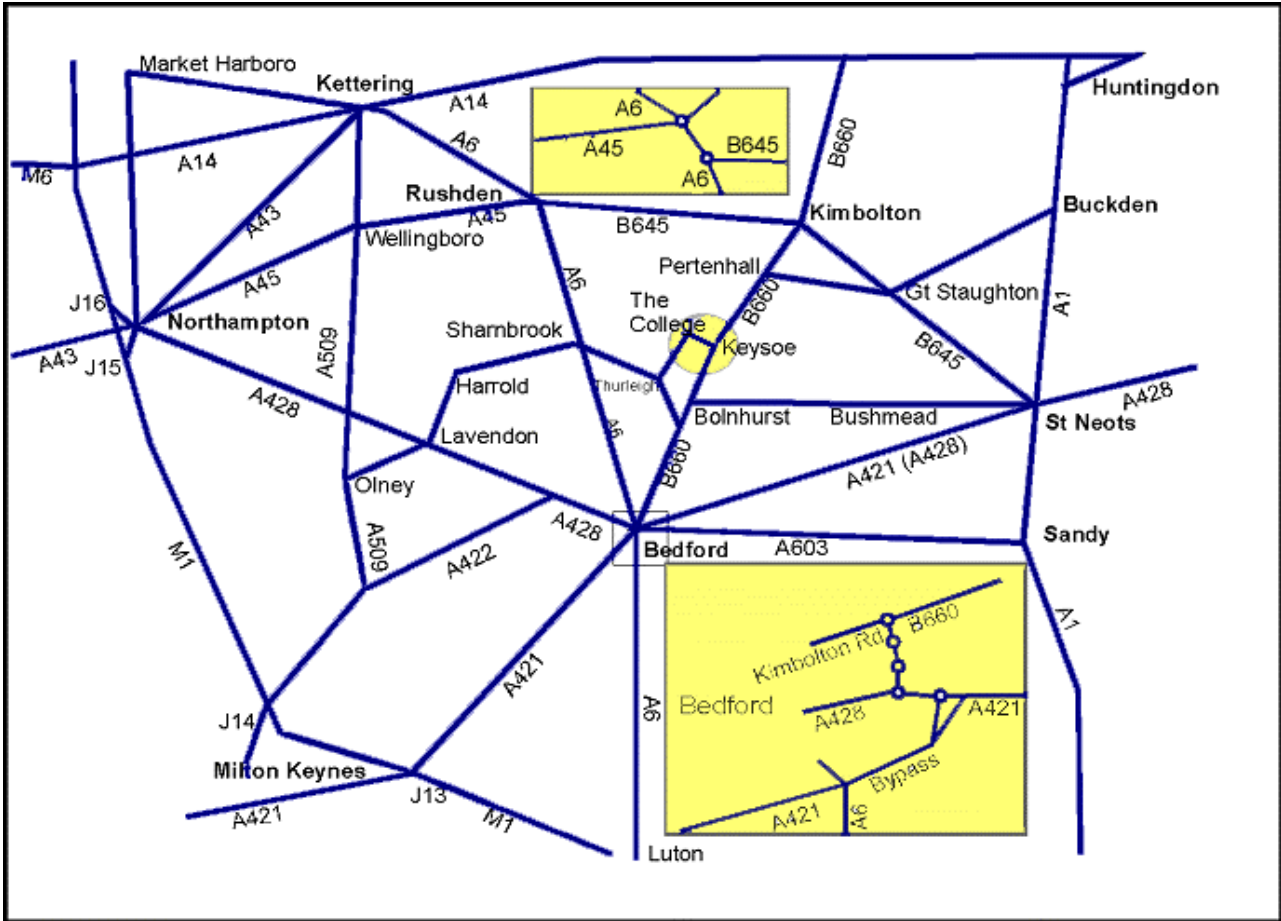 Market Harboro
Kettering
A14
A6
A6
A45
B645
A6
B660
Huntingdon
M6
A14
A43
Rushden
A45
B645
Kimbolton
Buckden
Wellingboro
A45
A6
Pertenhall
Gt Staughton
A1
J16
Northampton
The
College
B660
Keysoe
B645
A43
J15
A509
Sharnbrook
Harrold
Thurleigh
A428
A428
Lavendon
A6
Bolnhurst
Bushmead
St Neots
B660
A421 (A428)
Olney
A428
Bedford
A603
Sandy
M1
A509
A422
A1
Kimbolton Rd
B660
A421
A6
Bedford
A428
A421
J14
Milton Keynes
J13
Bypass
A421
M1
A421
A6
Luton